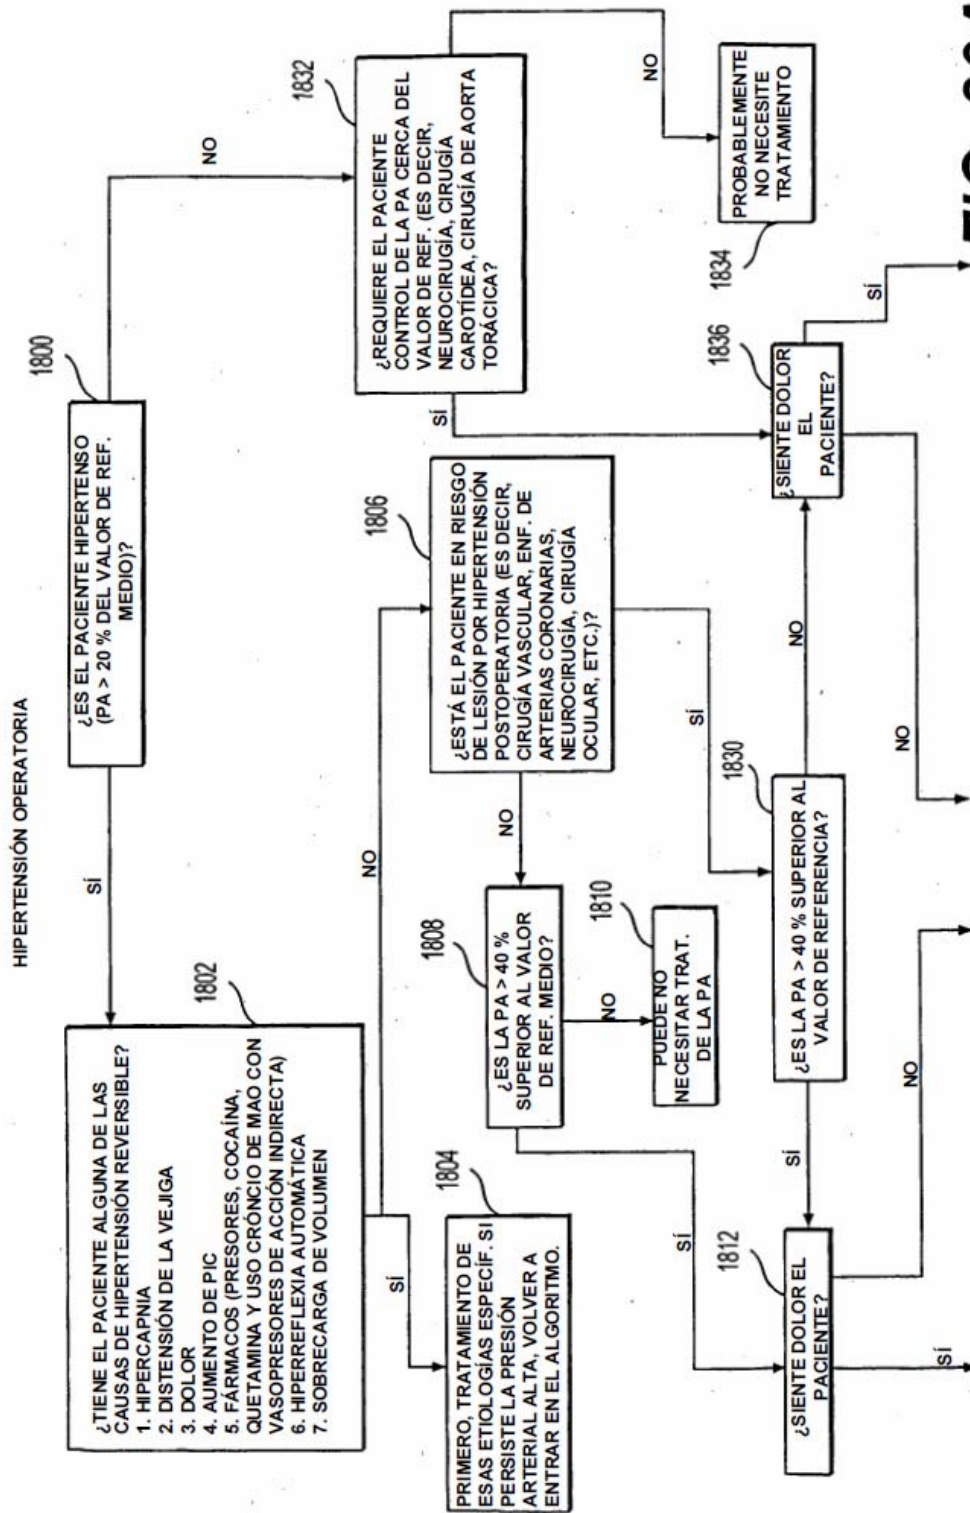 HIPERTENSIÓN OPERATORIA
1800
¿ES EL PACIENTE HIPERTENSO
(PA > 20 % DEL VALOR DE REF.
MEDIO)?
SÍ
NO
1802
¿TIENE EL PACIENTE ALGUNA DE LAS
CAUSAS DE HIPERTENSIÓN REVERSIBLE?
1. HIPERCAPNIA
2. DISTENSIÓN DE LA VEJIGA
3. DOLOR
4. AUMENTO DE PIC
5. FÁRMACOS (PRESORES, COCAÍNA,
QUETAMINA Y USO CRÓNCIO DE MAO CON
VASOPRESORES DE ACCIÓN INDIRECTA)
6. HIPERREFLEXIA AUTOMÁTICA
7. SOBRECARGA DE VOLUMEN
SÍ
NO
1832
¿REQUIERE EL PACIENTE
CONTROL DE LA PA CERCA DEL
VALOR DE REF. (ES DECIR,
NEUROCIRUGÍA, CIRUGÍA
CAROTÍDEA, CIRUGÍA DE AORTA
TORÁCICA?
SÍ
NO
1804
PRIMERO, TRATAMIENTO DE
ESAS ETIOLOGÍAS ESPECÍF. SI
PERSISTE LA PRESIÓN
ARTERIAL ALTA, VOLVER A
ENTRAR EN EL ALGORITMO.
1806
¿ESTÁ EL PACIENTE EN RIESGO
DE LESIÓN POR HIPERTENSIÓN
POSTOPERATORIA (ES DECIR,
CIRUGÍA VASCULAR, ENF. DE
ARTERIAS CORONARIAS,
NEUROCIRUGÍA, CIRUGÍA
OCULAR, ETC.)?
NO
SÍ
1808
¿ES LA PA > 40 %
SUPERIOR AL VALOR
DE REF. MEDIO?
NO
SÍ
1810
PUEDE NO
NECESITAR TRAT.
DE LA PA
1834
PROBABLEMENTE
NO NECESITE
TRATAMIENTO
1812
¿SIENTE DOLOR EL
PACIENTE?
SÍ
NO
1830
¿ES LA PA > 40 % SUPERIOR AL
VALOR DE REFERENCIA?
SÍ
NO
1836
¿SIENTE DOLOR
EL
PACIENTE?
NO
SÍ